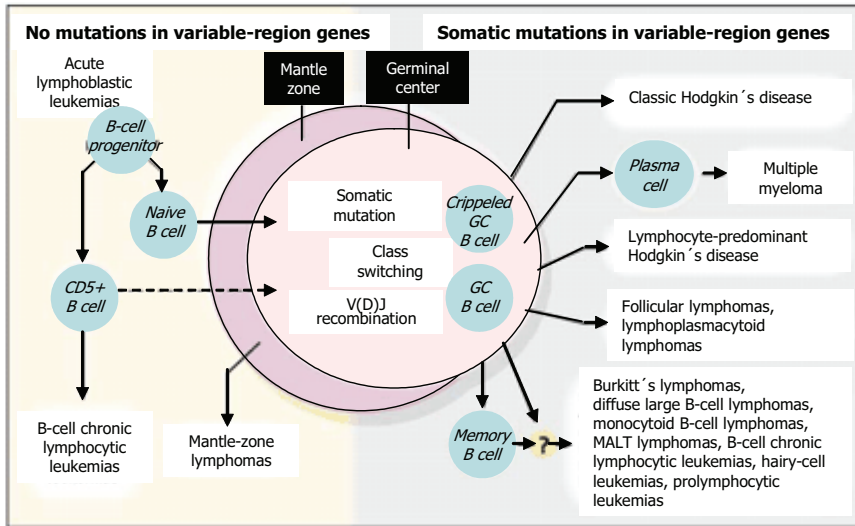 No mutations in variable-region genes
Somatic mutations in variable-region genes
Acute
lymphoblastic
leukemias
Mantle
zone
Germinal
center
Classic Hodgkin´s disease
B-cell
progenitor
Plasma
cell
Multiple
myeloma
Naive
B cell
Somatic
mutation
Crippeled
GC
B cell
Lymphocyte-predominant
Hodgkin´s disease
Class
switching
CD5+
B cell
V(D)J
recombination
GC
B cell
Follicular lymphomas,
lymphoplasmacytoid
lymphomas
B-cell chronic
lymphocytic
leukemias
Mantle-zone
lymphomas
Memory
B cell
?
Burkitt´s lymphomas,
diffuse large B-cell lymphomas,
monocytoid B-cell lymphomas,
MALT lymphomas, B-cell chronic
lymphocytic leukemias, hairy-cell
leukemias, prolymphocytic
leukemias